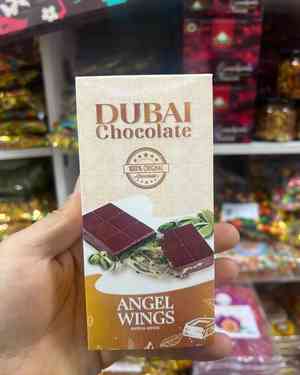 DUBAI
Chocolate
100% ORIGINAL
ANGEL
WINGS